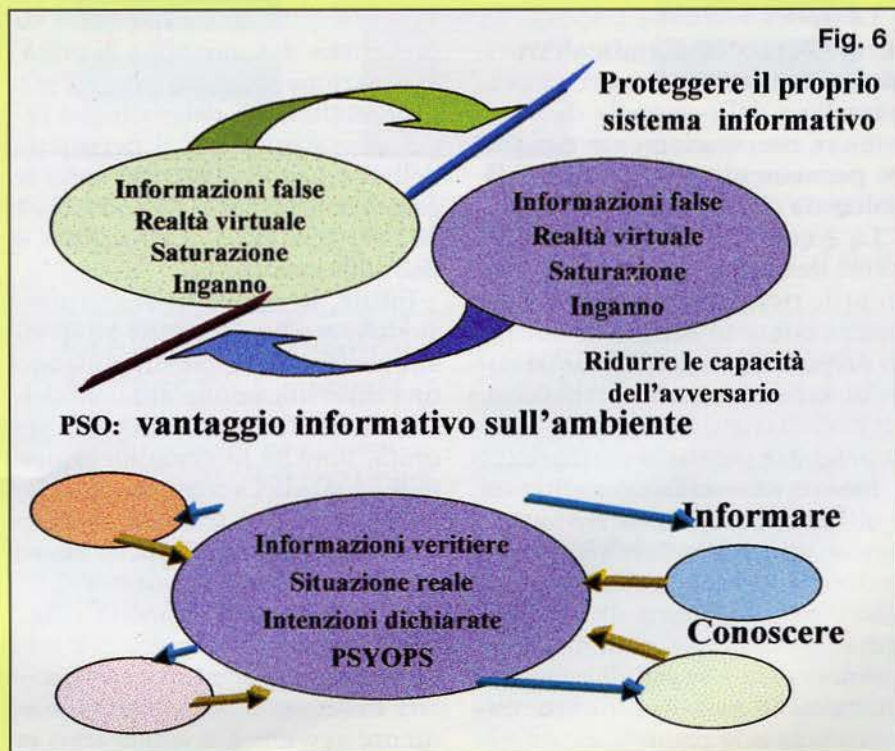 Fig. 6
Proteggere il proprio
sistema informativo
Informazioni false
Realtà virtuale
Saturazione
Inganno
Informazioni false
Realtà virtuale
Saturazione
Inganno
Ridurre le capacità
dell'avversario
PSO: vantaggio informativo sull'ambiente
Informazioni veritiere
Situazione reale
Intenzioni dichiarate
PSYOPS
Informare
Conoscere